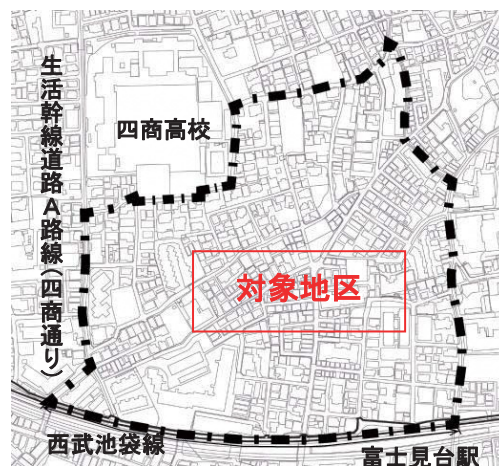 生活幹線道路A路線(四商通り)
四商高校
対象地区
西武池袋線
富士見台駅